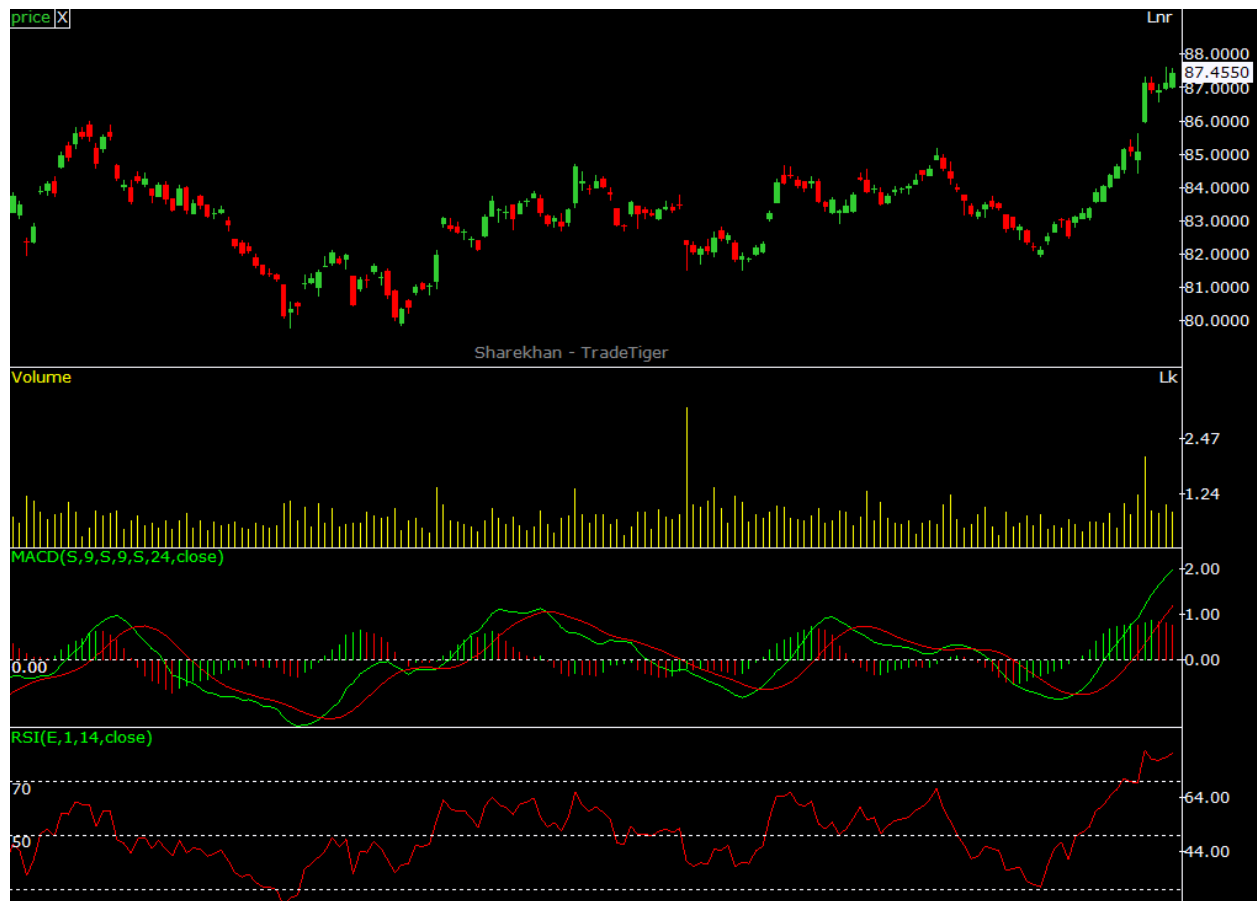 price X
Lnr
88.0000
87.4550
87.0000
86.0000
85.0000
84.0000
83.0000
82.0000
81.0000
80.0000
Sharekhan - TradeTiger
Volume
Lk
2.47
1.24
MACD(S,9,S,9,S,24,close)
2.00
1.00
0.00
0.00
RSI(E,1,14,close)
70
64.00
50
44.00